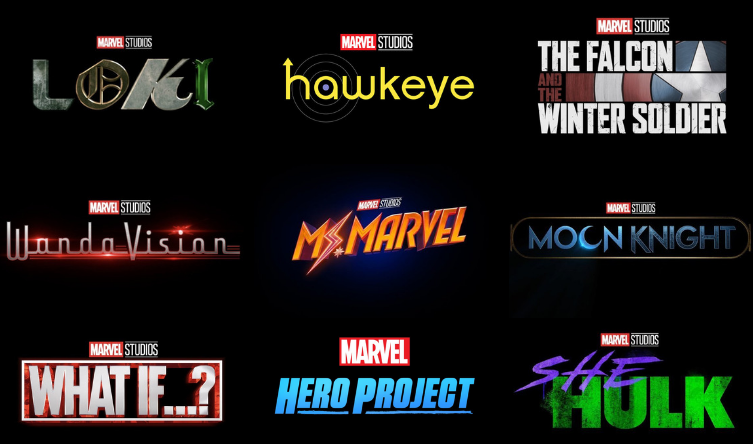 MARVEL STUDIOS
LOKI
MARVEL STUDIOS
hawkeye
MARVEL STUDIOS
THE FALCON
AND THE
WINTER SOLDIER
MARVEL STUDIOS
WandaVision
MARVEL STUDIOS
MS MARVEL
MARVEL STUDIOS
MOON KNIGHT
MARVEL STUDIOS
WHAT IF...?
MARVEL
HERO PROJECT
MARVEL STUDIOS
SHE
HULK